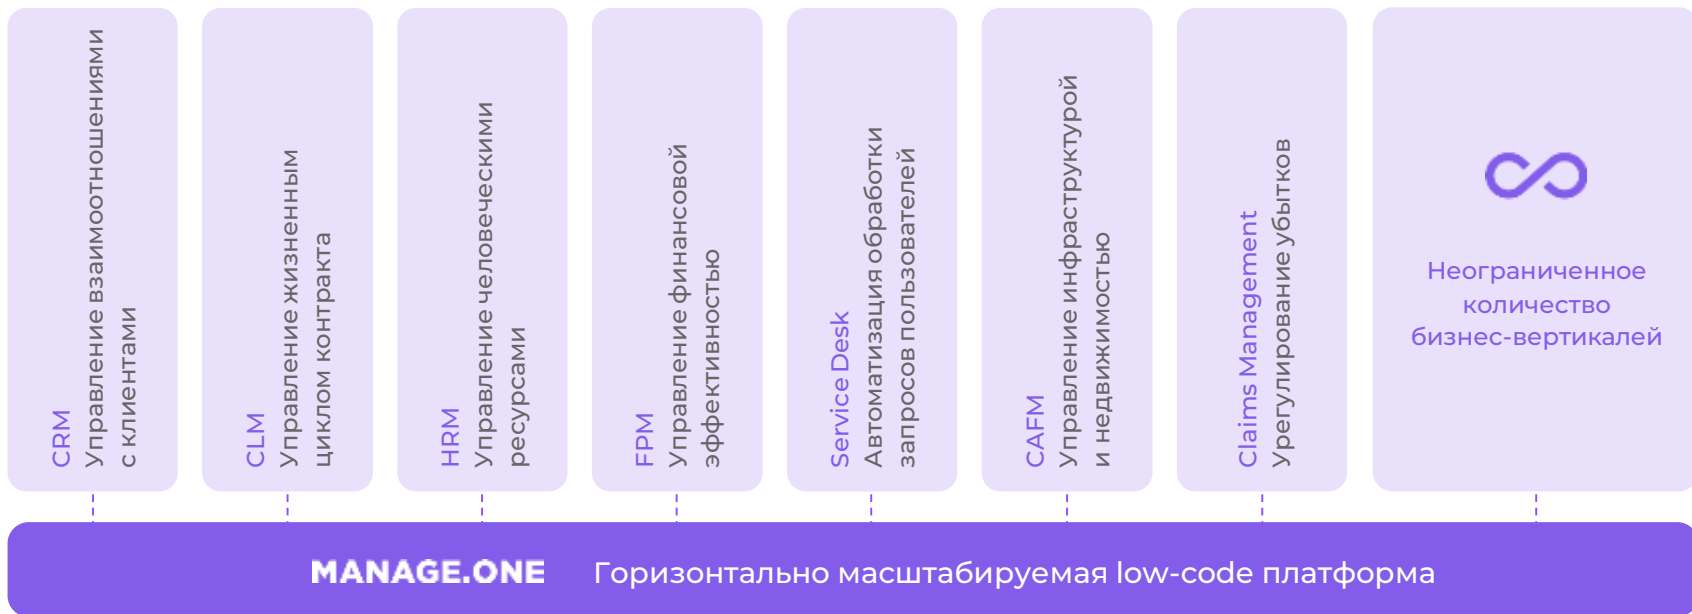 CRM
Управление взаимоотношениями
с клиентами
CLM
Управление жизненным
циклом контракта
HRM
Управление человеческими
ресурсами
FPM
Управление финансовой
эффективностью
Service Desk
Автоматизация обработки
запросов пользователей
CAFM
Управление инфраструктурой
и недвижимостью
Claims Management
Урегулирование убытков
Неограниченное
количество
бизнес-вертикалей
MANAGE.ONE Горизонтально масштабируемая low-code платформа